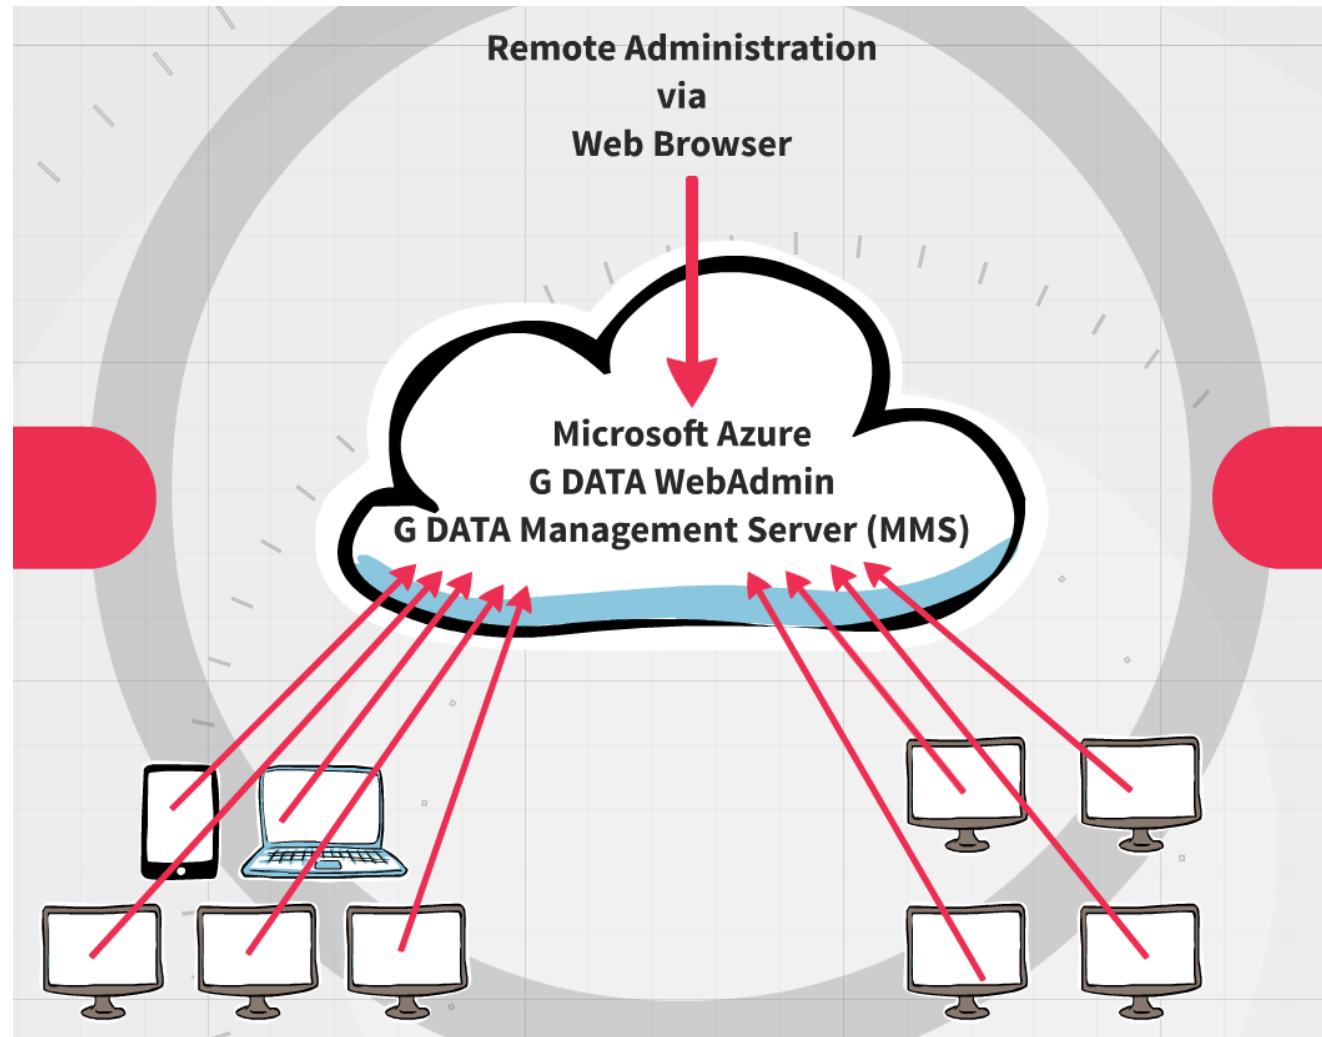 Remote Administration
via
Web Browser
Microsoft Azure
G DATA WebAdmin
G DATA Management Server (MMS)